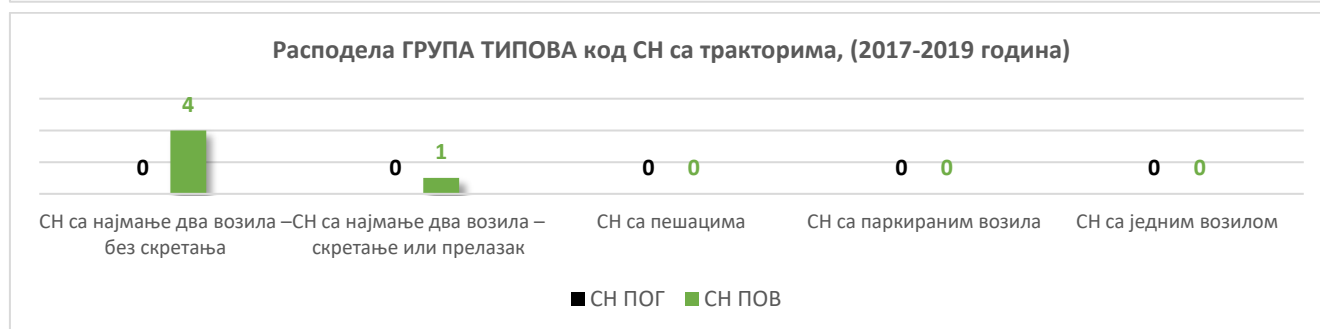 Расподела ГРУПА ТИПОВА код СН са тракторима, (2017-2019 година)
4
0
0
1
0
0
0
0
0
0
СН са најмање два возила – без скретања
СН са најмање два возила – скретање или прелазак
СН са пешацима
СН са паркираним возила
СН са једним возилом
СН ПОГ
СН ПОВ